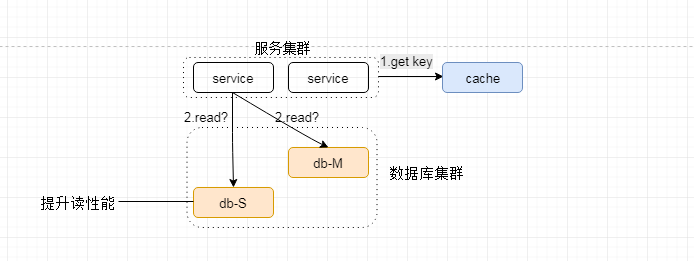 服务集群
1.get key
service
service
cache
2.read?
2.read?
db-M
数据库集群
提升读性能
db-S